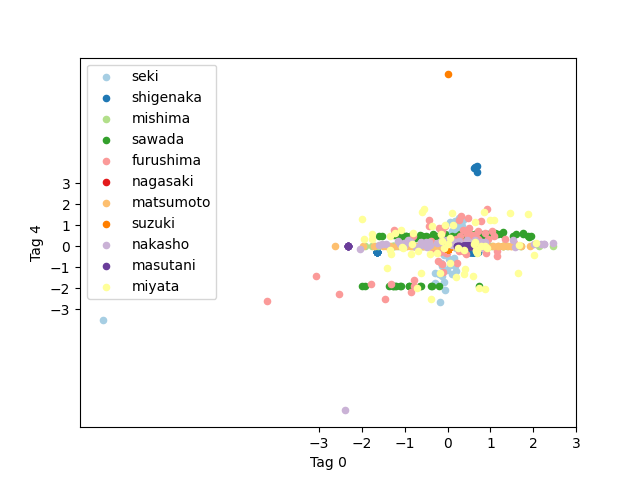 seki
shigenaka
mishima
sawada
furushima
nagasaki
matsumoto
suzuki
nakasho
masutani
miyata
Tag 4
3
2
1
0
−1
−2
−3
−3 −2 −1 0 1 2 3
Tag 0